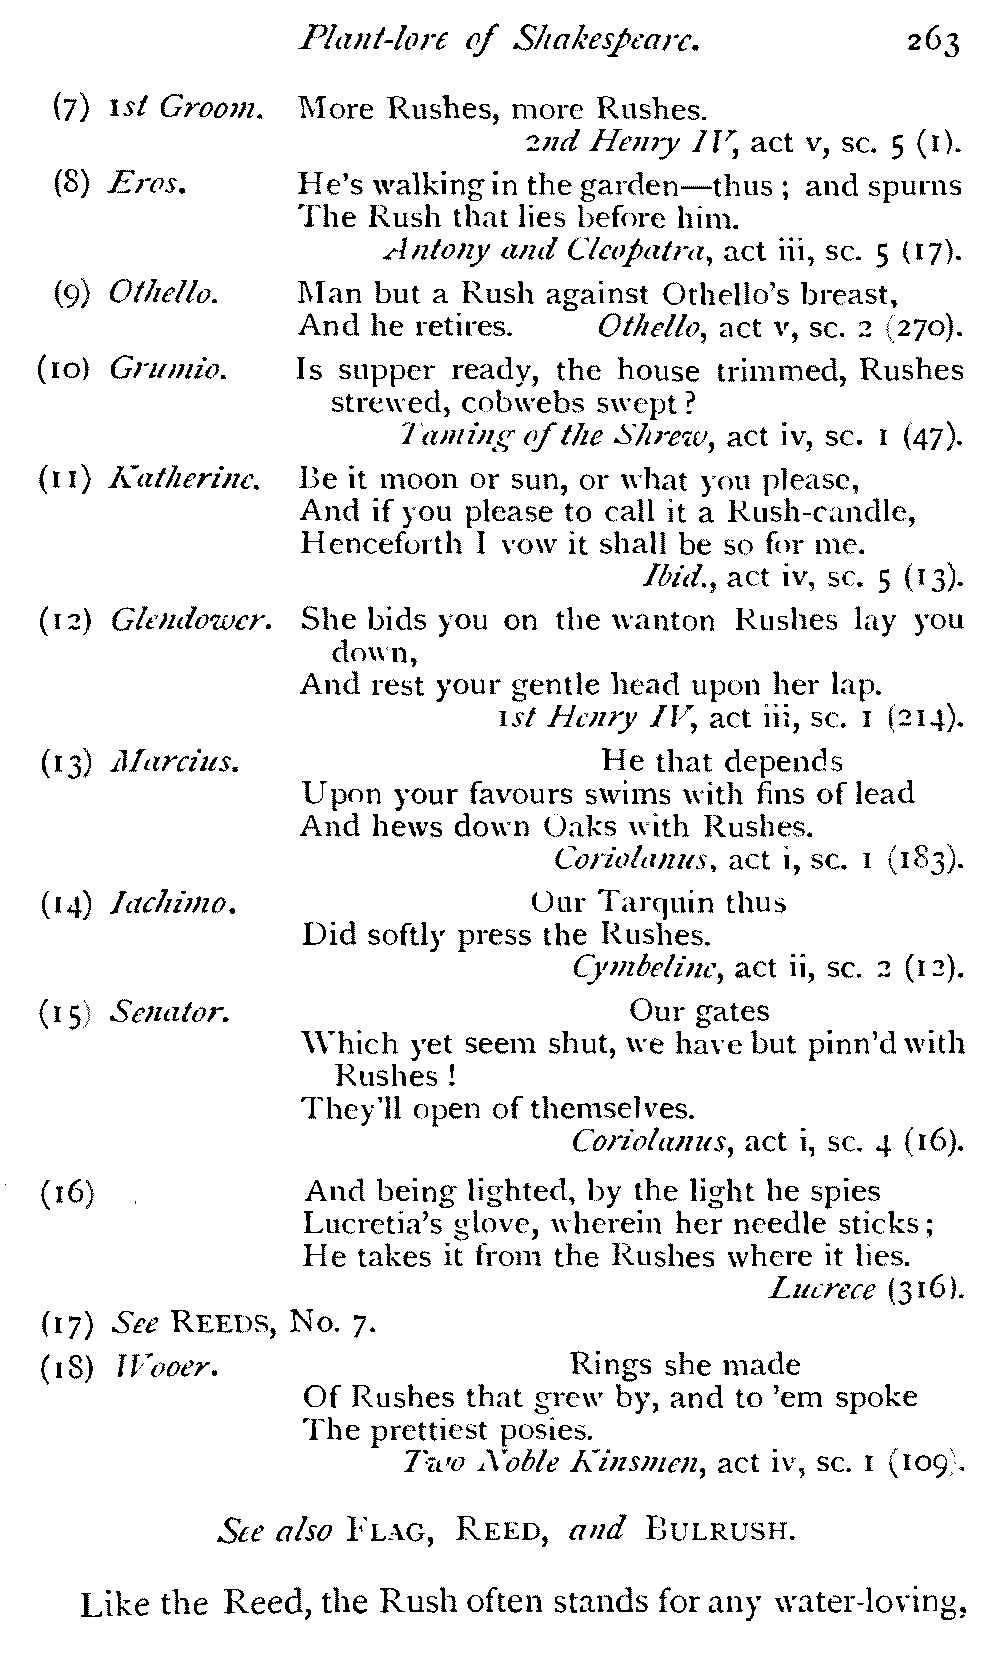 Plant-lore of Shakespeare. 263
(7) 1st Groom. More Rushes, more Rushes.
2nd Henry IV, act v, sc. 5 (1).
(8) Eros. He's walking in the garden—thus; and spurns
The Rush that lies before him.
Antony and Cleopatra, act iii, sc. 5 (17).
(9) Othello. Man but a Rush against Othello's breast,
And he retires. Othello, act v, sc. 2 (270).
(10) Grumio. Is supper ready, the house trimmed, Rushes
strewed, cobwebs swept?
Taming of the Shrew, act iv, sc. 1 (47).
(11) Katherine. Be it moon or sun, or what you please,
And if you please to call it a Rush-candle,
Henceforth I vow it shall be so for me.
Ibid., act iv, sc. 5 (13).
(12) Glendower. She bids you on the wanton Rushes lay you
down,
And rest your gentle head upon her lap.
1st Henry IV, act iii, sc. 1 (214).
(13) Marcius. He that depends
Upon your favours swims with fins of lead
And hews down Oaks with Rushes.
Coriolanus, act i, sc. 1 (183).
(14) Iachimo. Our Tarquin thus
Did softly press the Rushes.
Cymbeline, act ii, sc. 2 (12).
(15) Senator. Our gates
Which yet seem shut, we have but pinn'd with
Rushes!
They'll open of themselves.
Coriolanus, act i, sc. 4 (16).
(16) And being lighted, by the light he spies
Lucretia's glove, wherein her needle sticks;
He takes it from the Rushes where it lies.
Lucrece (316).
(17) See REEDS, No. 7.
(18) Wooer. Rings she made
Of Rushes that grew by, and to 'em spoke
The prettiest posies.
Two Noble Kinsmen, act iv, sc. 1 (109).
See also FLAG, REED, and BULRUSH.
Like the Reed, the Rush often stands for any water-loving,